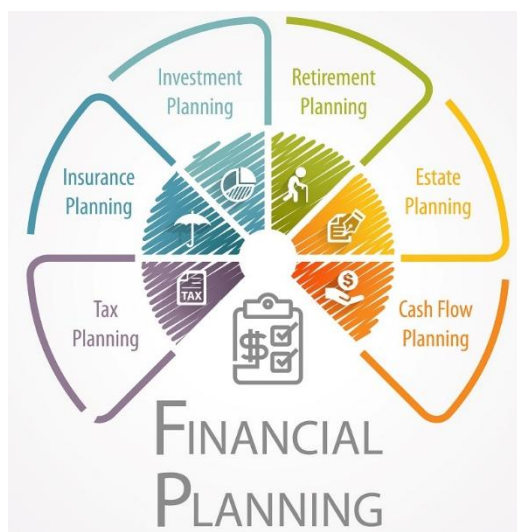 Investment
Planning
Retirement
Planning
Insurance
Planning
Estate
Planning
Tax
Planning
TAX
$
Cash Flow
Planning
$
FINANCIAL
PLANNING